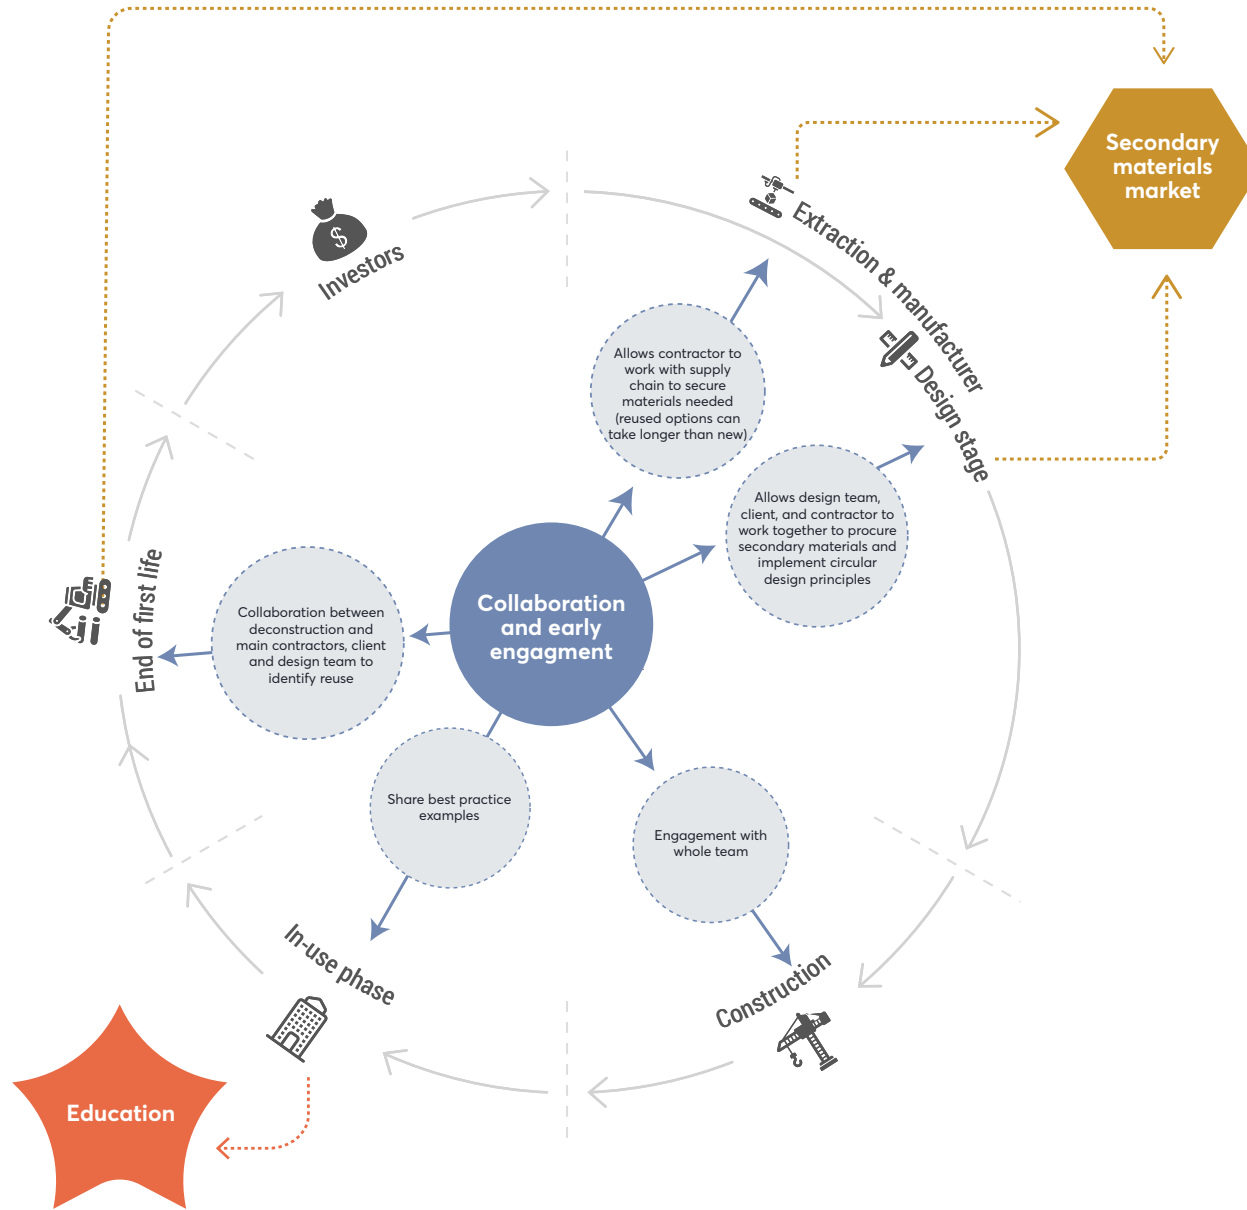 Secondary
materials
market
Extraction & manufacturer
Investors
$
Design stage
Allows contractor to
work with supply
chain to secure
materials needed
(reused options can
take longer than new)
Allows design team,
client, and contractor to
work together to procure
secondary materials and
implement circular
design principles
Collaboration
and early
engagment
End of first life
Collaboration between
deconstruction and
main contractors, client
and design team to
identify reuse
Share best practice
examples
Engagement with
whole team
In-use phase
Construction
Education